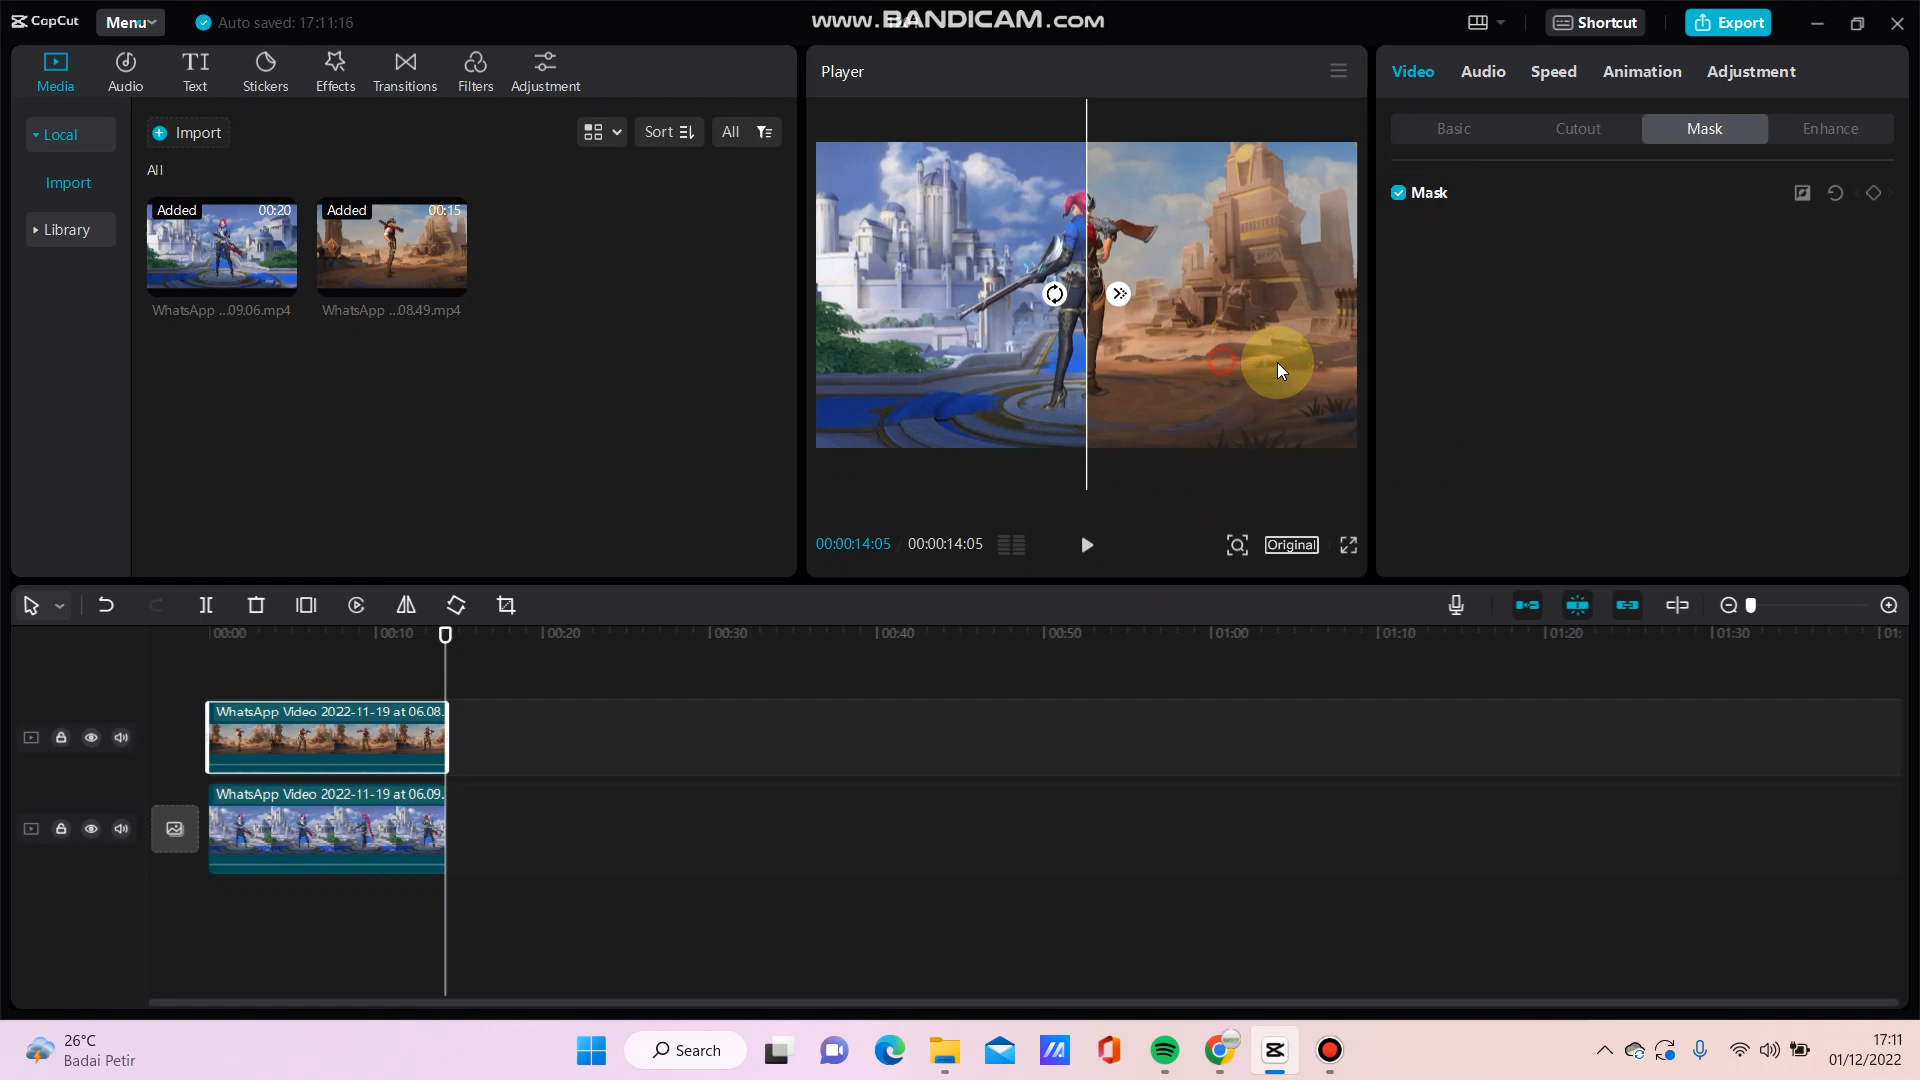 CapCut
Menu
Auto saved: 17:11:16
www.BANDICAM.com
Shortcut
Export
Media
Audio
Text
Stickers
Effects
Transitions
Filters
Adjustment
Local
Import
Library
Import
Sort
All
All
Added
00:20
WhatsApp ...09.06.mp4
Added
00:15
WhatsApp ...08.49.mp4
Player
00:00:14:05 / 00:00:14:05
Original
Video
Audio
Speed
Animation
Adjustment
Basic
Cutout
Mask
Enhance
Mask
00:00
00:10
00:20
00:30
00:40
00:50
01:00
01:10
01:20
01:30
01:
WhatsApp Video 2022-11-19 at 06.08.
WhatsApp Video 2022-11-19 at 06.09.
26°C
Badai Petir
Search
17:11
01/12/2022